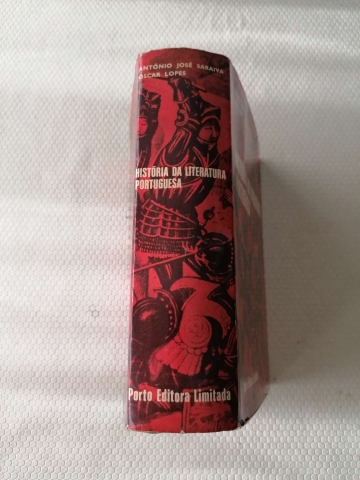 ANTÓNIO JOSÉ SARAIVA
ÓSCAR LOPES
HISTÓRIA DA LITERATURA
PORTUGUESA
Porto Editora Limitada